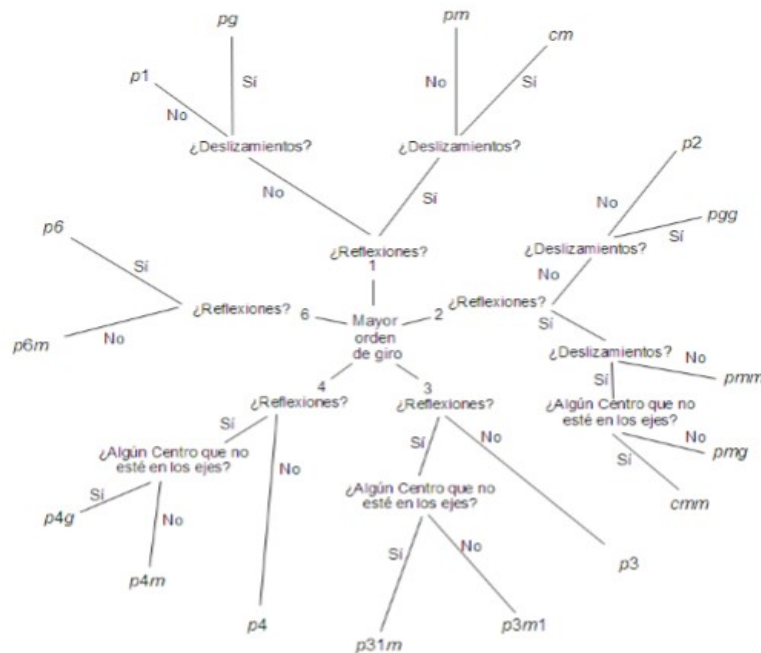 pg
pm
cm
p1
Sí
No
Sí
No
¿Deslizamientos?
¿Deslizamientos?
p2
No
Sí
No
pgg
Sí
p6
¿Reflexiones?
¿Deslizamientos?
1
No
Sí
¿Reflexiones?
6
Mayor
orden
de giro
2
¿Reflexiones?
Sí
p6m
No
¿Deslizamientos?
No
pmm
Sí
4
3
¿Reflexiones?
¿Reflexiones?
¿Algún Centro que no
esté en los ejes?
No
pmg
Sí
cmm
Sí
Sí
No
¿Algún Centro que no
esté en los ejes?
No
¿Algún Centro que no
esté en los ejes?
Sí
p4g
No
p4m
p4
Sí
No
p3
p31m
p3m1